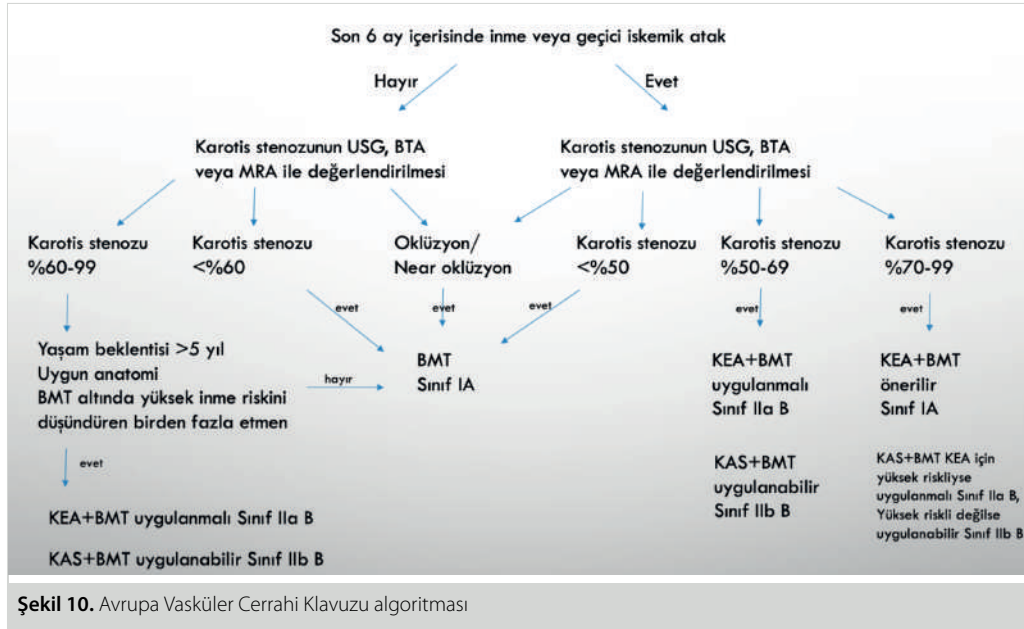 Son 6 ay içerisinde inme veya geçici iskemik atak
Hayır
Evet
Karotis stenozunun USG, BTA
veya MRA ile değerlendirilmesi
Karotis stenozunun USG, BTA
veya MRA ile değerlendirilmesi
Karotis stenozu
%60-99
Karotis stenozu
<%60
Oklüzyon/
Near oklüzyon
Karotis stenozu
<%50
Karotis stenozu
%50-69
Karotis stenozu
%70-99
evet
evet
evet
evet
evet
Yaşam beklentisi >5 yıl
Uygun anatomi
BMT altında yüksek inme riskini
düşündüren birden fazla etmen
hayır
BMT
Sınıf IA
KEA+BMT
uygulanmalı
Sınıf IIa B
KEA+BMT
önerilir
Sınıf IA
evet
KAS+BMT
uygulanabilir
Sınıf IIb B
KAS+BMT KEA için
yüksek riskliyse
uygulanmalı Sınıf IIa B,
Yüksek riskli değilse
uygulanabilir Sınıf IIb B
KEA+BMT uygulanmalı Sınıf IIa B
KAS+BMT uygulanabilir Sınıf IIb B
Şekil 10. Avrupa Vasküler Cerrahi Klavuzu algoritması